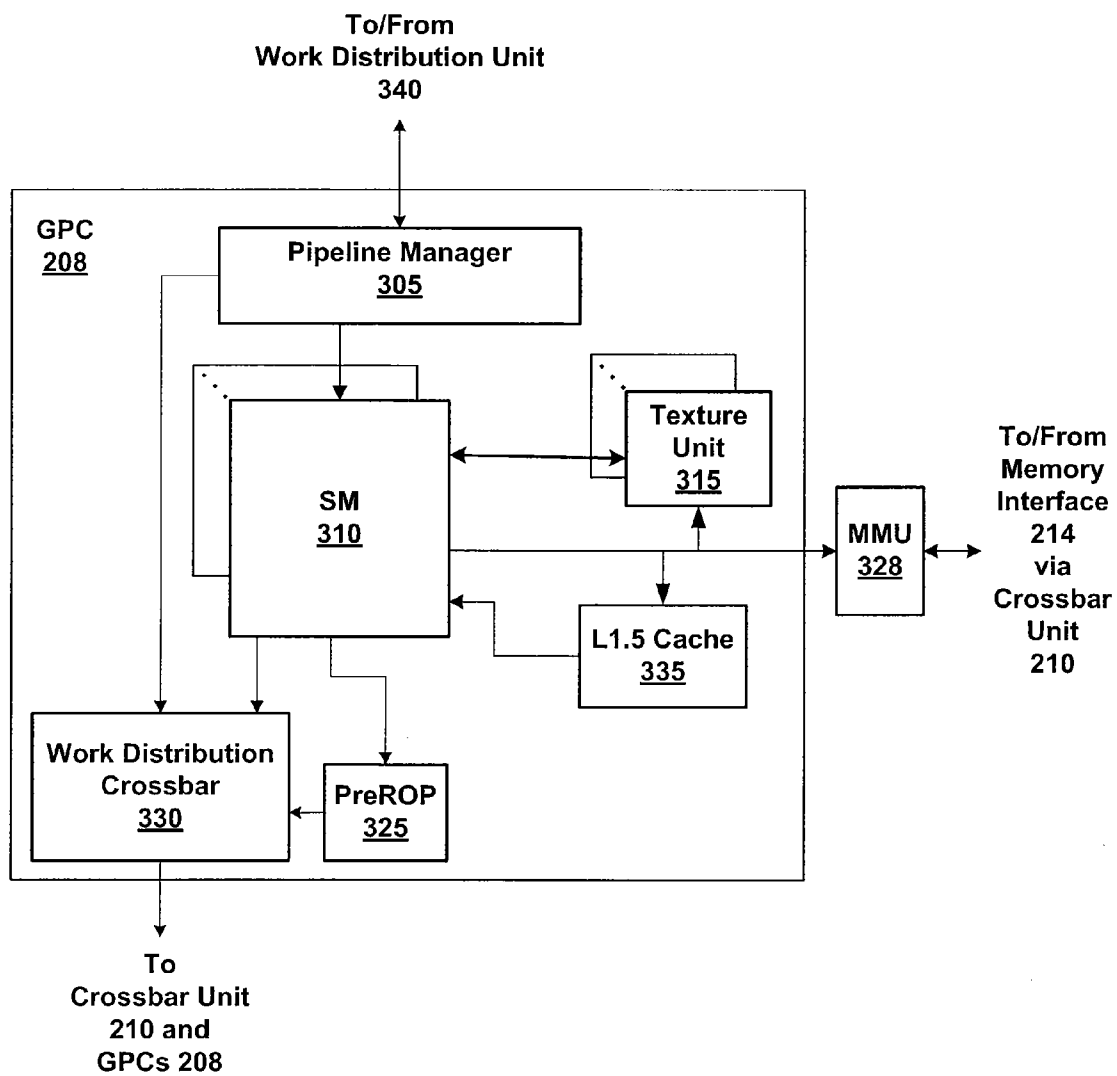 To/From
Work Distribution Unit
340
GPC
208
Pipeline Manager
305
SM
310
Texture
Unit
315
MMU
328
To/From
Memory
Interface
214
via
Crossbar
Unit
210
L1.5 Cache
335
Work Distribution
Crossbar
330
PreROP
325
To
Crossbar Unit
210 and
GPCs 208